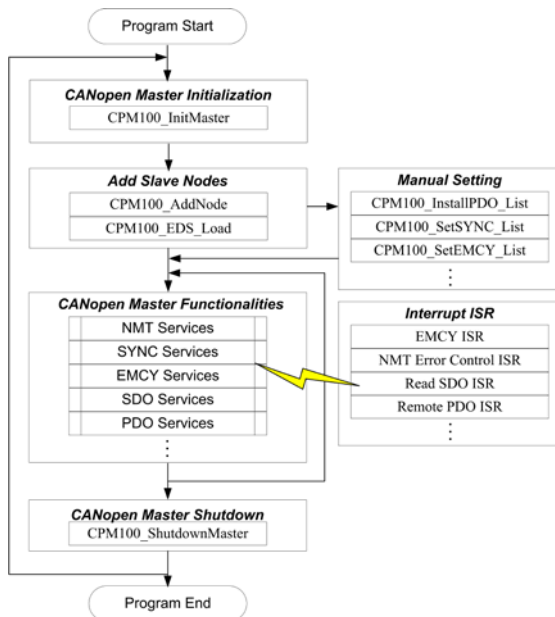 Program Start
CANopen Master Initialization
CPM100_InitMaster
Add Slave Nodes
CPM100_AddNode
CPM100_EDS_Load
Manual Setting
CPM100_InstallPDO_List
CPM100_SetSYNC_List
CPM100_SetEMCY_List
CANopen Master Functionalities
NMT Services
SYNC Services
EMCY Services
SDO Services
PDO Services
Interrupt ISR
EMCY ISR
NMT Error Control ISR
Read SDO ISR
Remote PDO ISR
CANopen Master Shutdown
CPM100_ShutdownMaster
Program End